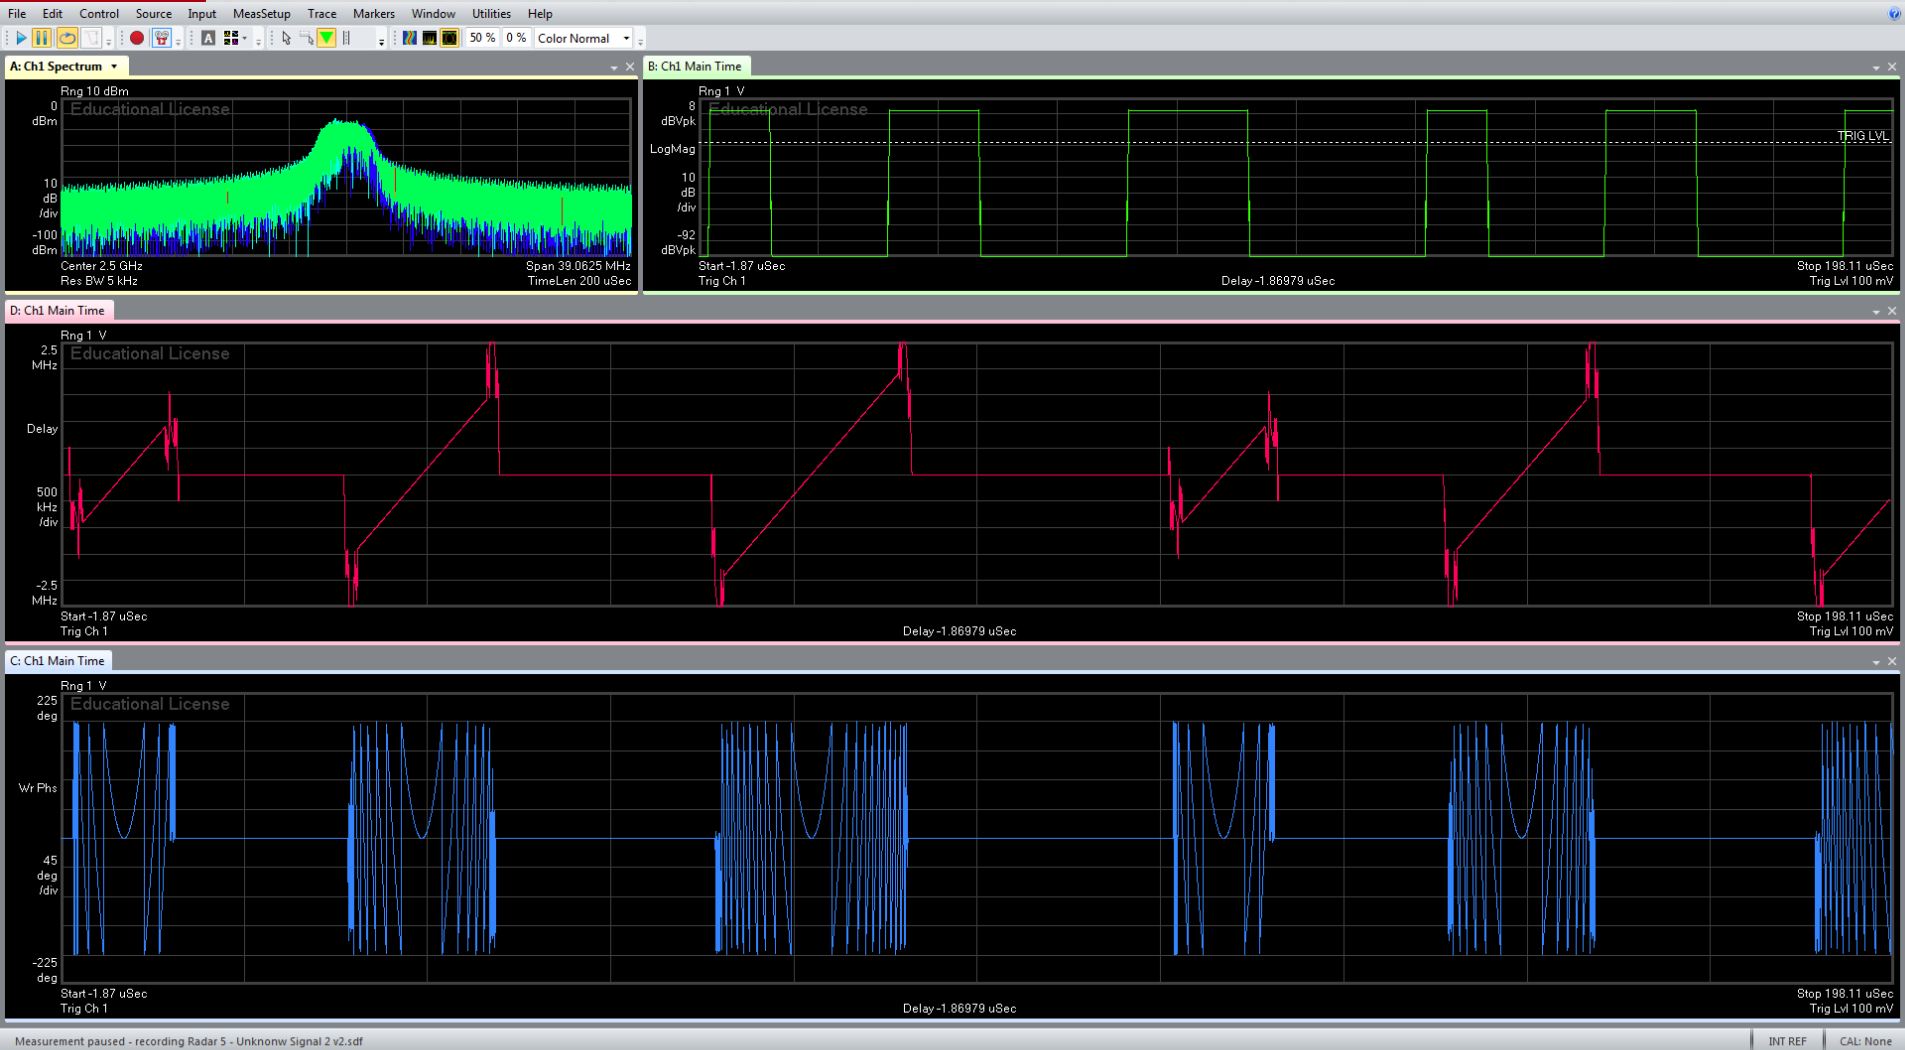 File Edit Control Source Input MeasSetup Trace Markers Window Utilities Help
A 50 % 0 % Color Normal
A: Ch1 Spectrum
Rng 10 dBm
Educational License
0
dBm
10
dB
/div
-100
dBm
Center 2.5 GHz Span 39.0625 MHz
Res BW 5 kHz TimeLen 200 uSec
B: Ch1 Main Time
Rng 1 V
Educational License
8
dBVpk
TRIG LVL
LogMag
10
dB
/div
-92
dBVpk
Start -1.87 uSec Stop 198.11 uSec
Trig Ch 1 Delay -1.86979 uSec Trig Lvl 100 mV
D: Ch1 Main Time
Rng 1 V
Educational License
2.5
MHz
Delay
500
kHz
/div
-2.5
MHz
Start -1.87 uSec Stop 198.11 uSec
Trig Ch 1 Delay -1.86979 uSec Trig Lvl 100 mV
C: Ch1 Main Time
Rng 1 V
Educational License
225
deg
Wr Phs
45
deg
/div
-225
deg
Start -1.87 uSec Stop 198.11 uSec
Trig Ch 1 Delay -1.86979 uSec Trig Lvl 100 mV
Measurement paused - recording Radar 5 - Unknonw Signal 2 v2.sdf INT REF CAL: None